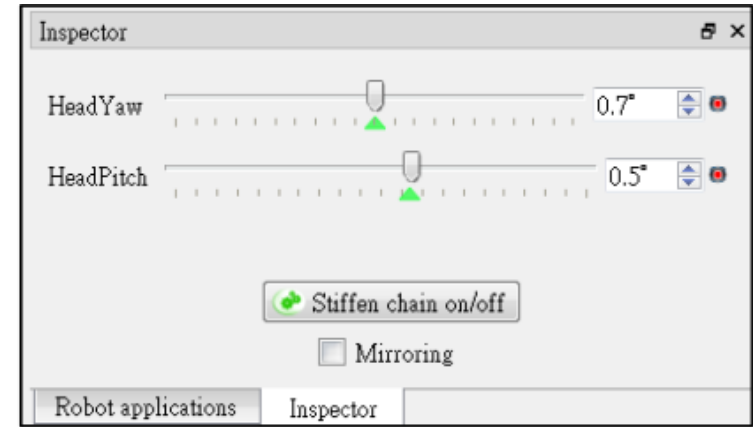 Inspector
HeadYaw 0.7°
HeadPitch 0.5°
Stiffen chain on/off
Mirroring
Robot applications Inspector